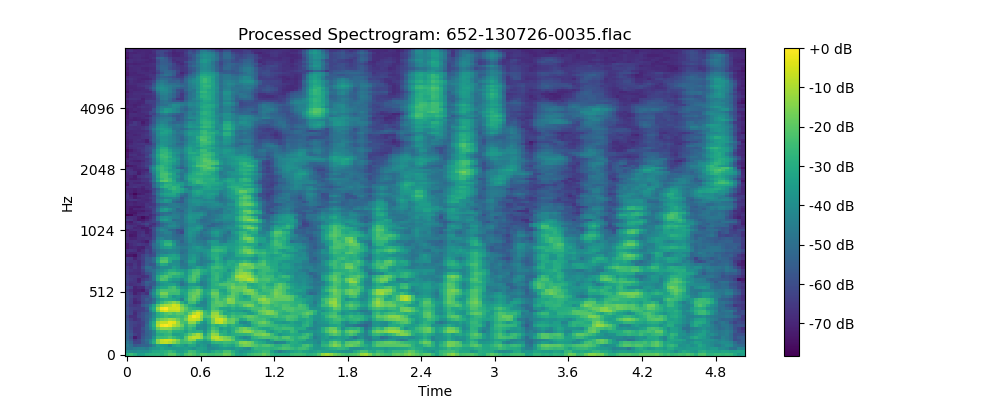 Processed Spectrogram: 652-130726-0035.flac
Hz
4096
2048
1024
512
0
0 0.6 1.2 1.8 2.4 3 3.6 4.2 4.8
Time
+0 dB
-10 dB
-20 dB
-30 dB
-40 dB
-50 dB
-60 dB
-70 dB